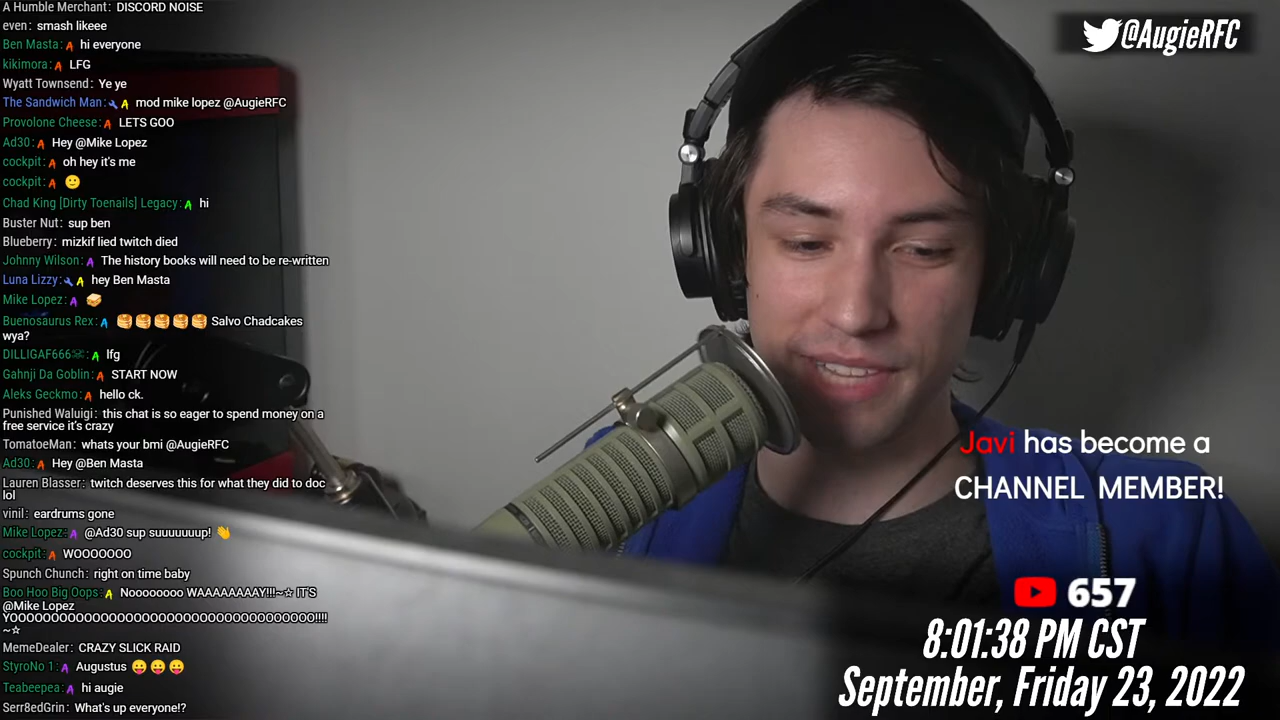 A Humble Merchant: DISCORD NOISE
even: smash likeee
Ben Masta: hi everyone
kikimora: LFG
Wyatt Townsend: Ye ye
The Sandwich Man: mod mike lopez @AugieRFC
Provolone Cheese: LETS GOO
Ad30: Hey @Mike Lopez
cockpit: oh hey it's me
cockpit: 🙂
Chad King [Dirty Toenails] Legacy: hi
Buster Nut: sup ben
Blueberry: mizkif lied twitch died
Johnny Wilson: The history books will need to be re-written
Luna Lizzy: hey Ben Masta
Mike Lopez: 🥪
Buenosaurus Rex: 🥞🥞🥞🥞🥞 Salvo Chadcakes
wya?
DILLIGAF666☠: lfg
Gahnji Da Goblin: START NOW
Aleks Geckmo: hello ck.
Punished Waluigi: this chat is so eager to spend money on a
free service it's crazy
TomatoeMan: whats your bmi @AugieRFC
Ad30: Hey @Ben Masta
Lauren Blasser: twitch deserves this for what they did to doc
lol
vinil: eardrums gone
Mike Lopez: @Ad30 sup suuuuuuup! 👋
cockpit: WOOOOOOO
Spunch Chunch: right on time baby
Boo Hoo Big Oops: Nooooooo WAAAAAAAAY!!!~☆ IT'S
@Mike Lopez
YOOOOOOOOOOOOOOOOOOOOOOOOOOOOOOOOOOO!!!!
~☆
MemeDealer: CRAZY SLICK RAID
StyroNo 1: Augustus 😛😛😛
Teabeepea: hi augie
Serr8edGrin: What's up everyone!?
@AugieRFC
Javi has become a
CHANNEL MEMBER!
657
8:01:38 PM CST
September, Friday 23, 2022